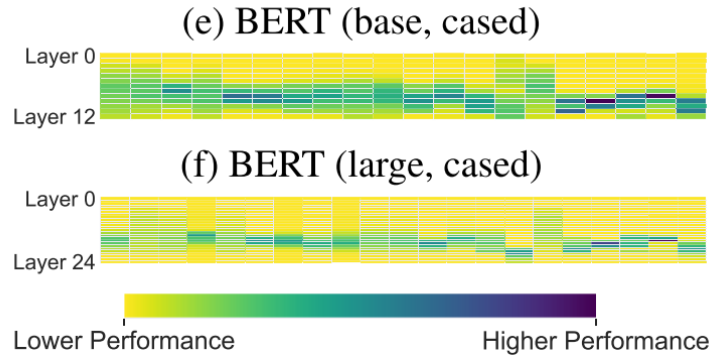 (e) BERT (base, cased)
Layer 0
Layer 12
(f) BERT (large, cased)
Layer 0
Layer 24
Lower Performance Higher Performance